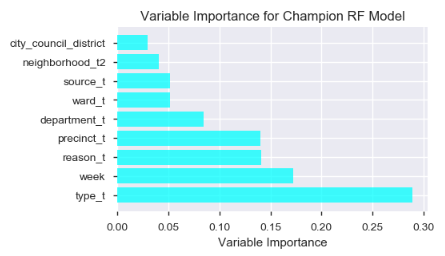 Variable Importance for Champion RF Model
city_council_district
neighborhood_t2
source_t
ward_t
department_t
precinct_t
reason_t
week
type_t
0.00 0.05 0.10 0.15 0.20 0.25 0.30
Variable Importance